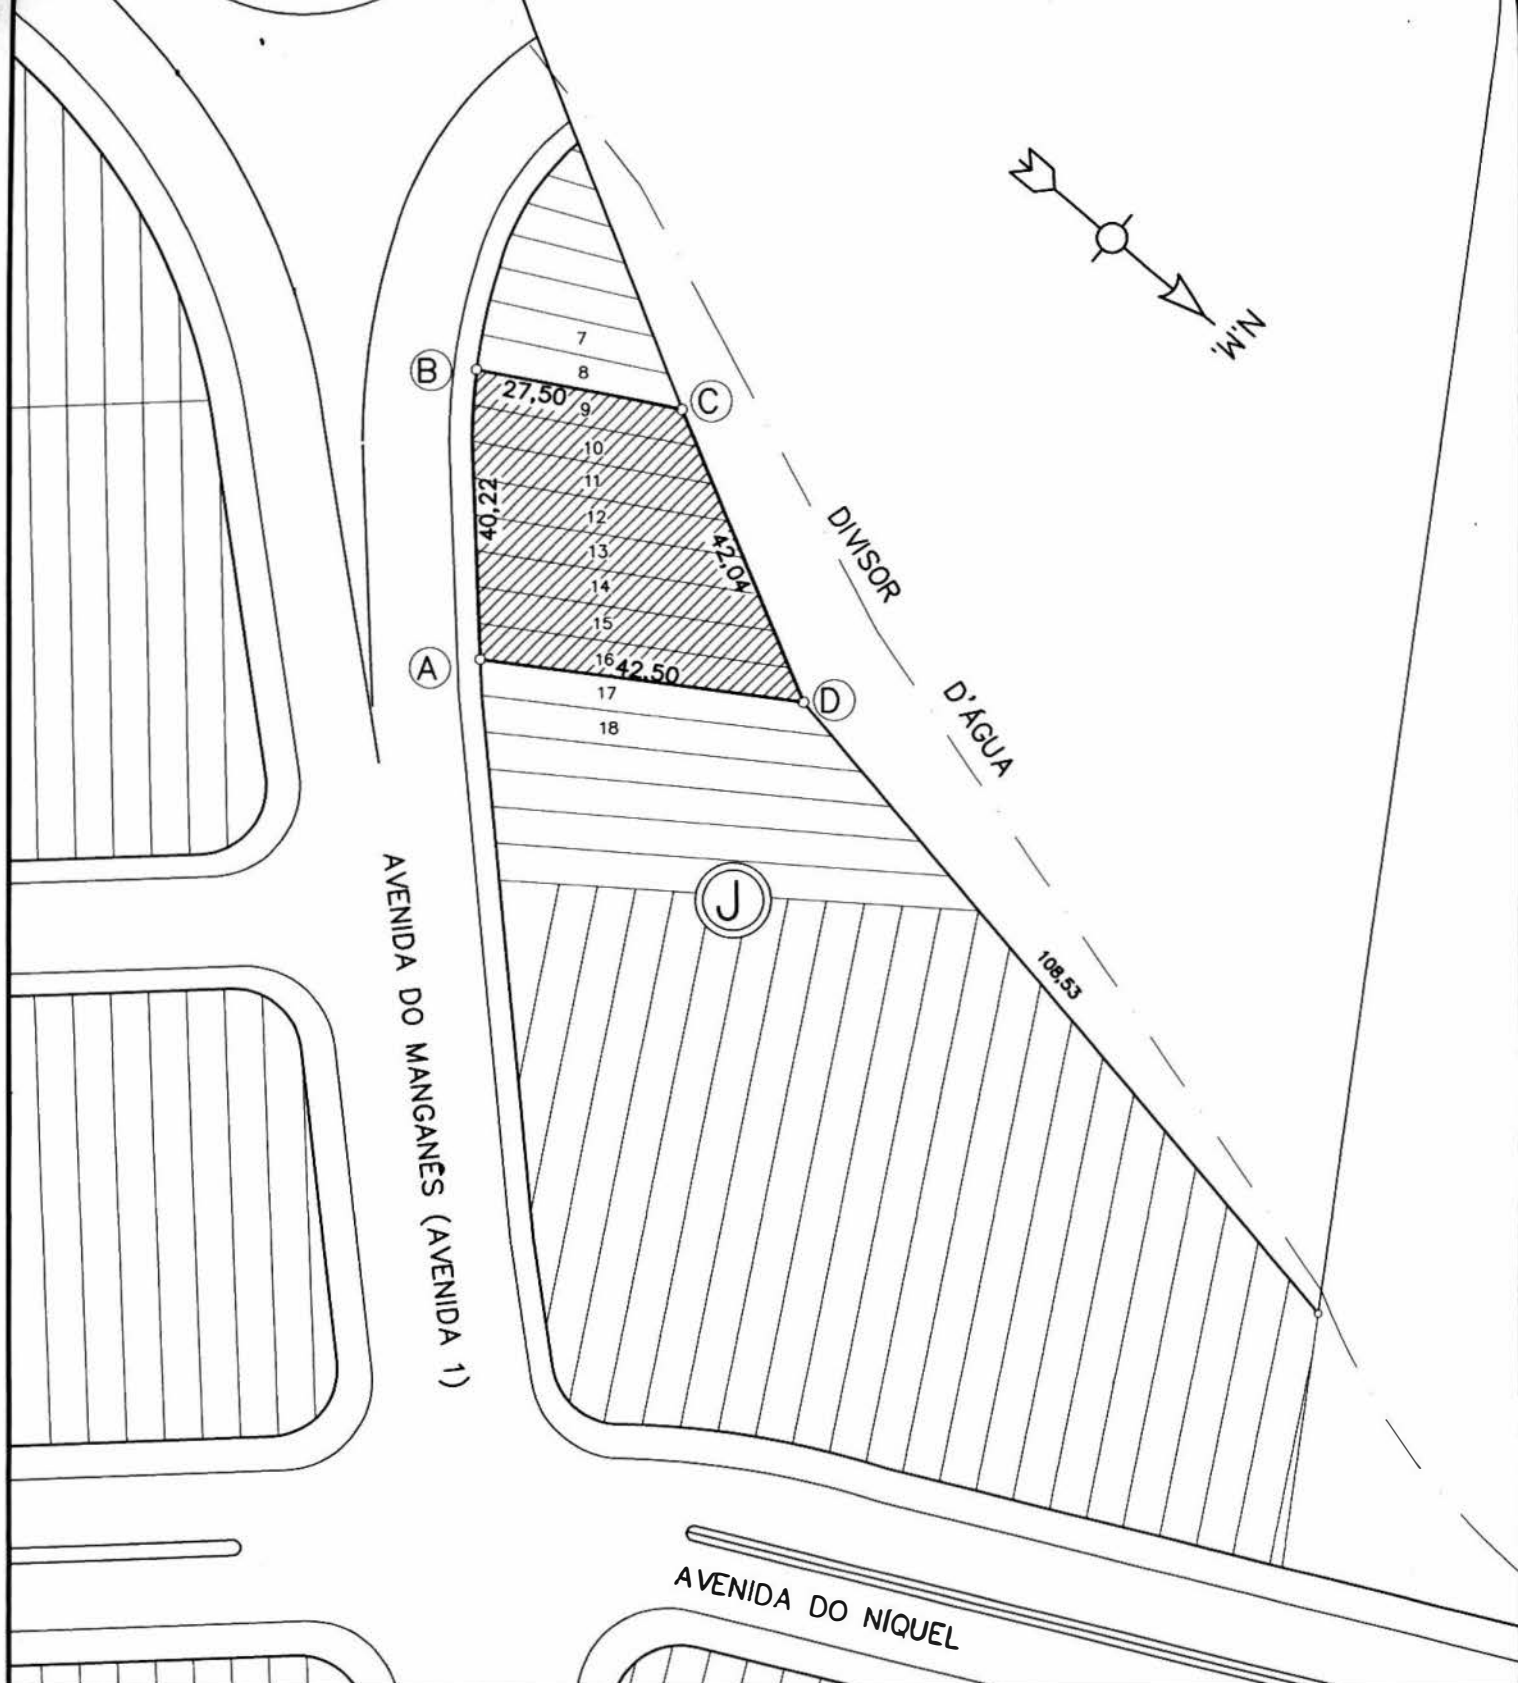 N.M.
7
8
B
27,50
C
9
10
11
40,22
12
13
42,04
14
15
16
42,50
A
17
D
18
DIVISOR
D'ÁGUA
J
108,53
AVENIDA DO MANGANÊS (AVENIDA 1)
AVENIDA DO NÍQUEL